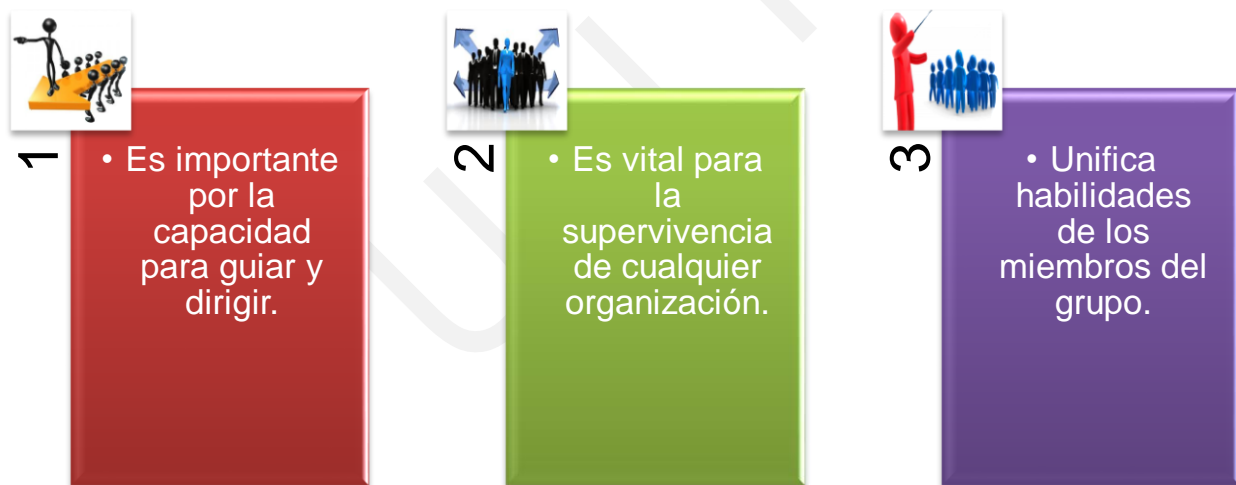 1
• Es importante
por la
capacidad
para guiar y
dirigir.
2
• Es vital para
la
supervivencia
de cualquier
organización.
3
• Unifica
habilidades
de los
miembros del
grupo.